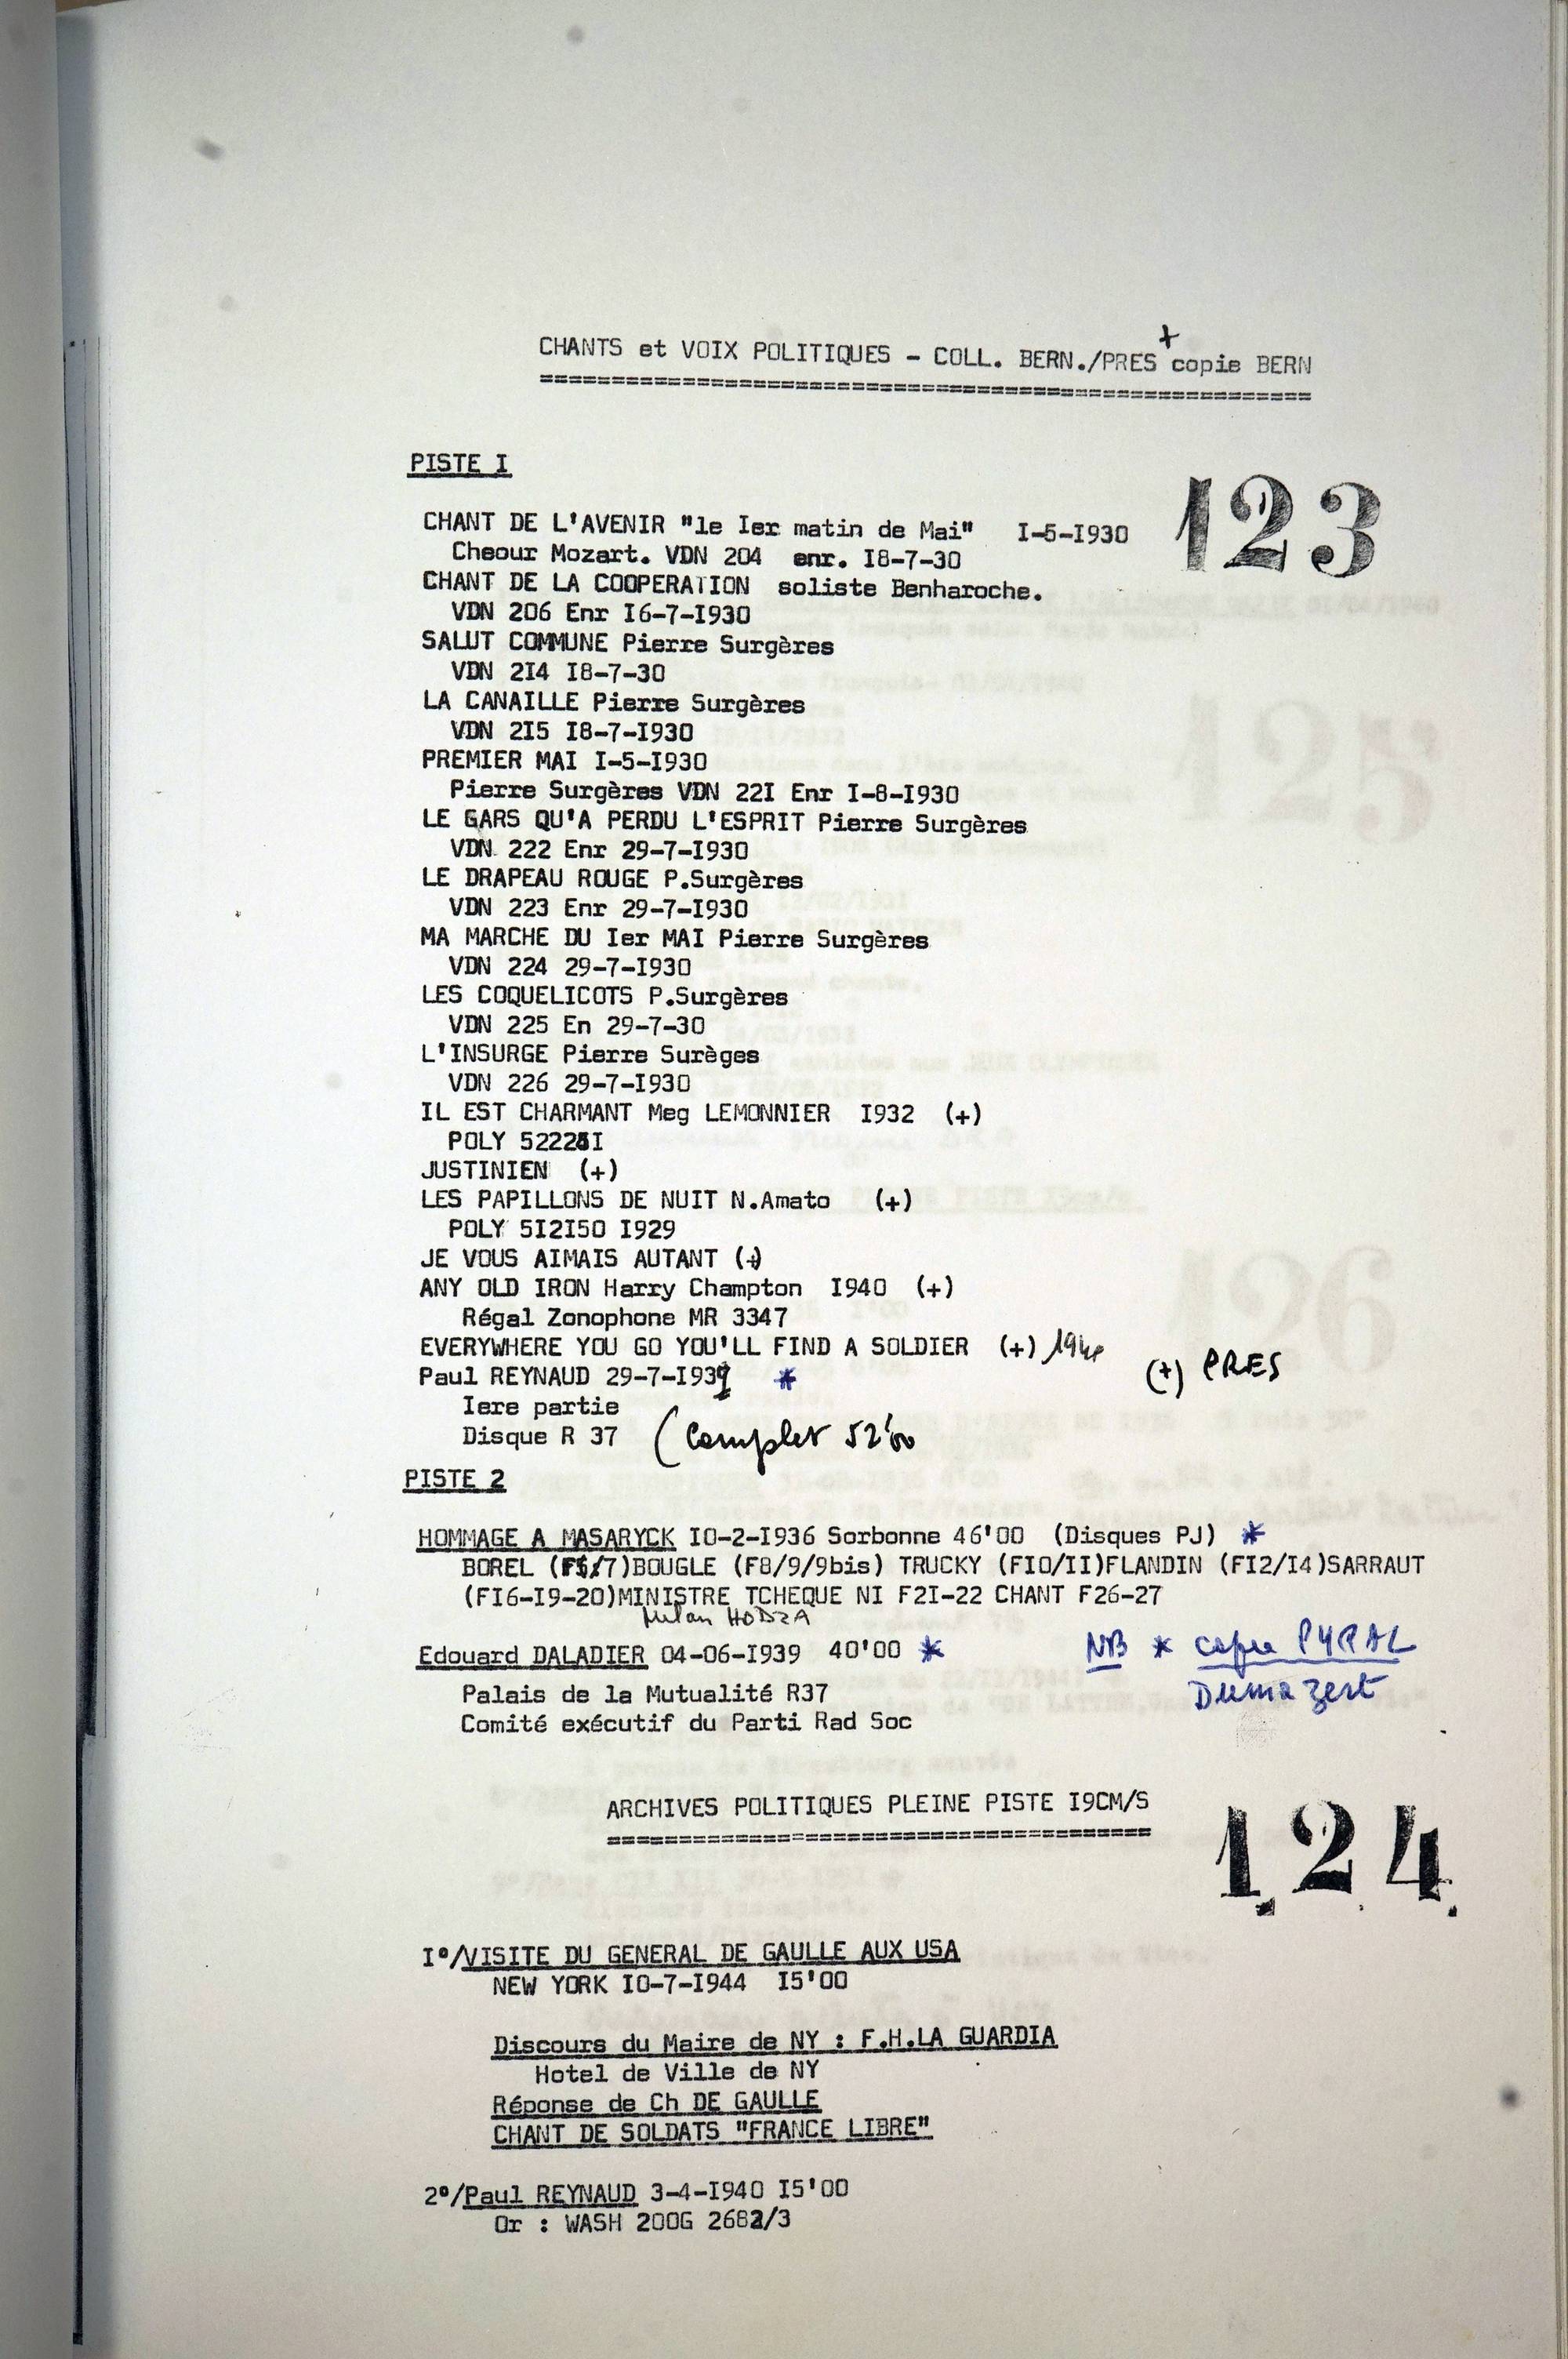 +
CHANTS et VOIX POLITIQUES - COLL. BERN./PRES copie BERN
=====================================================
PISTE I
123
CHANT DE L'AVENIR "le Ier matin de Mai" I-5-I930
Cheour Mozart. VDN 204 enr. I8-7-30
CHANT DE LA COOPERATION soliste Benharoche.
VDN 206 Enr I6-7-I930
SALUT COMMUNE Pierre Surgères
VDN 2I4 I8-7-30
LA CANAILLE Pierre Surgères
VDN 2I5 I8-7-I930
PREMIER MAI I-5-I930
Pierre Surgères VDN 22I Enr I-8-I930
LE GARS QU'A PERDU L'ESPRIT Pierre Surgères
VDN 222 Enr 29-7-I930
LE DRAPEAU ROUGE P.Surgères
VDN 223 Enr 29-7-I930
MA MARCHE DU Ier MAI Pierre Surgères
VDN 224 29-7-I930
LES COQUELICOTS P.Surgères
VDN 225 En 29-7-30
L'INSURGE Pierre Surèges
VDN 226 29-7-I930
IL EST CHARMANT Meg LEMONNIER I932 (+)
POLY
JUSTINIEN (+)
LES PAPILLONS DE NUIT N.Amato (+)
POLY 5I2I50 I929
JE VOUS AIMAIS AUTANT (+)
ANY OLD IRON Harry Champton I940 (+)
Régal Zonophone MR 3347
EVERYWHERE YOU GO YOU'LL FIND A SOLDIER (+) 1940
(+) PRES
Paul REYNAUD 29-7-I939 *
Iere partie
Disque R 37 (Complet 52'00
PISTE 2
HOMMAGE A MASARYCK IO-2-I936 Sorbonne 46'00 (Disques PJ) *
BOREL BOUGLE (F8/9/9bis) TRUCKY (FIO/II)FLANDIN (FI2/I4)SARRAUT
(FI6-I9-20)MINISTRE TCHEQUE NI F2I-22 CHANT F26-27
Milan HODZA
Edouard DALADIER 04-06-I939 40'00 *
NB * copie PYRAL
Dumazert
Palais de la Mutualité R37
Comité exécutif du Parti Rad Soc
ARCHIVES POLITIQUES PLEINE PISTE I9CM/S
======================================
124
I°/VISITE DU GENERAL DE GAULLE AUX USA
NEW YORK IO-7-I944 I5'00
Discours du Maire de NY : F.H.LA GUARDIA
Hotel de Ville de NY
Réponse de Ch DE GAULLE
CHANT DE SOLDATS "FRANCE LIBRE"
2°/Paul REYNAUD 3-4-I940 I5'00
Or : WASH 200G 2682/3